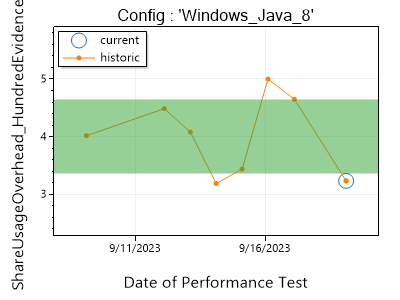 Config : 'Windows_Java_8'
current
historic
ShareUsageOverhead_HundredEvidence
5
4
3
9/11/2023
9/16/2023
Date of Performance Test